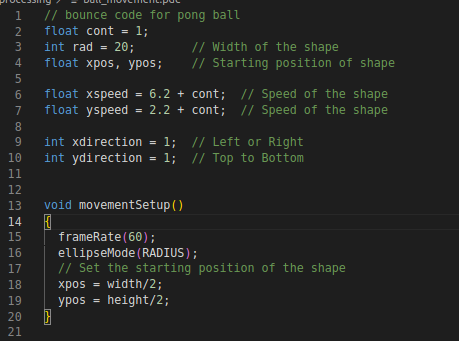 processing > ball_movement.pde
1 // bounce code for pong ball
2 float cont = 1;
3 int rad = 20;        // Width of the shape
4 float xpos, ypos;    // Starting position of shape
5
6 float xspeed = 6.2 + cont;  // Speed of the shape
7 float yspeed = 2.2 + cont;  // Speed of the shape
8
9 int xdirection = 1;  // Left or Right
10 int ydirection = 1;  // Top to Bottom
11
12
13 void movementSetup()
14 {
15   frameRate(60);
16   ellipseMode(RADIUS);
17   // Set the starting position of the shape
18   xpos = width/2;
19   ypos = height/2;
20 }
21